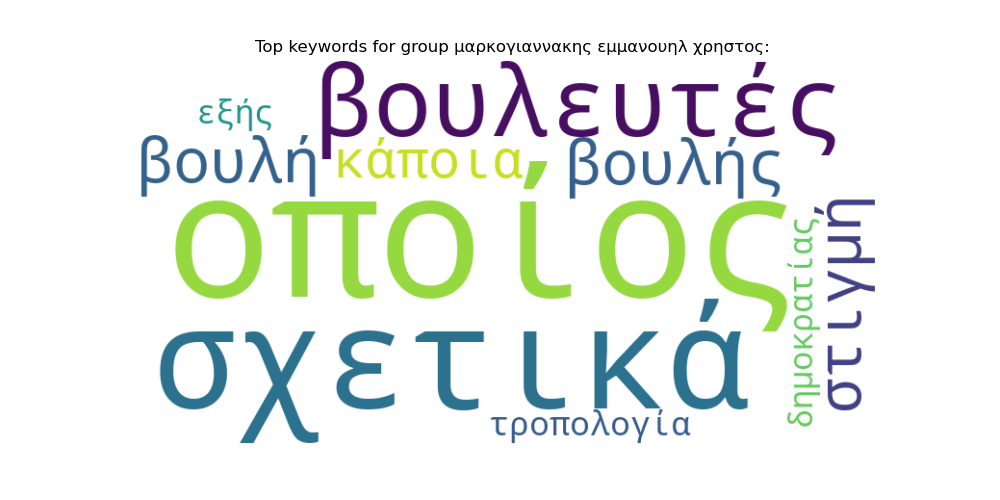 Top keywords for group μαρκογιαννακης εμμανουηλ χρηστος:
βουλευτές
εξής
βουλή
κάποια
βουλής
οποίος
στιγμή
δημοκρατίας
σχετικά
τροπολογία